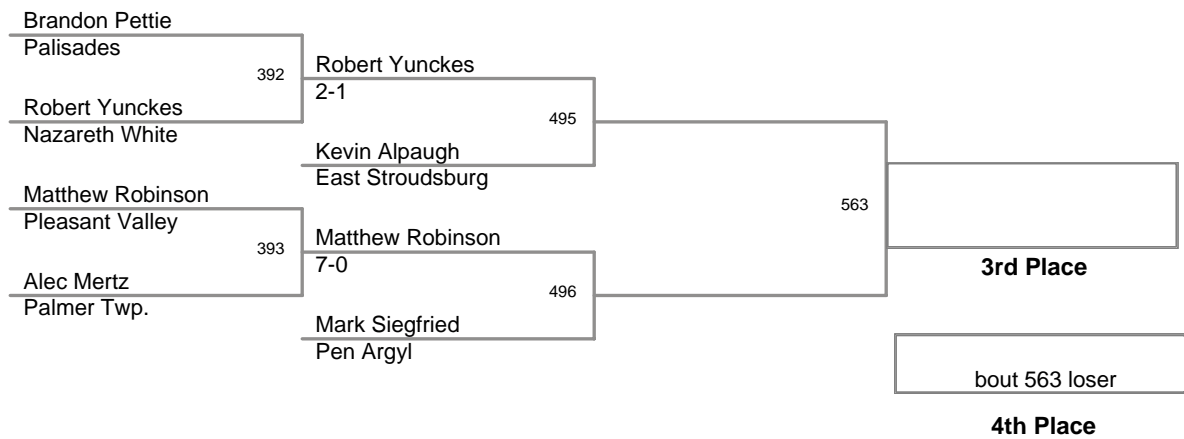 Brandon Pettie
Palisades
392
Robert Yunckes
Nazareth White
Robert Yunckes
2-1
495
Kevin Alpaugh
East Stroudsburg
Matthew Robinson
Pleasant Valley
393
Alec Mertz
Palmer Twp.
Matthew Robinson
7-0
496
Mark Siegfried
Pen Argyl
563
3rd Place
bout 563 loser
4th Place